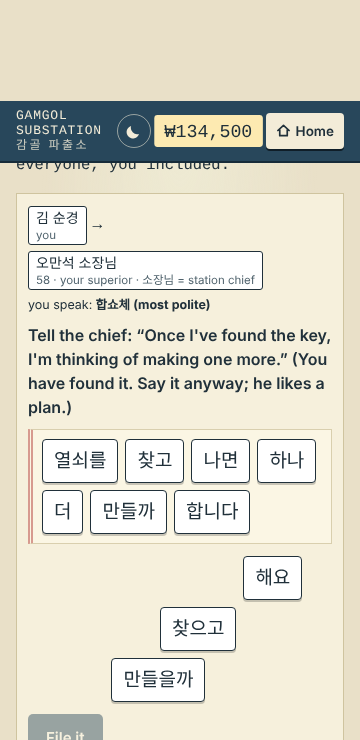 GAMGOL
SUBSTATION
감골 파출소
₩134,500
Home
everyone, you included.
김 순경
you
→
오만석 소장님
58 · your superior · 소장님 = station chief
you speak: 합쇼체 (most polite)
Tell the chief: “Once I've found the key,
I'm thinking of making one more.” (You
have found it. Say it anyway; he likes a
plan.)
열쇠를 찾고 나면 하나
더 만들까 합니다
해요
찾으고
만들을까
File it